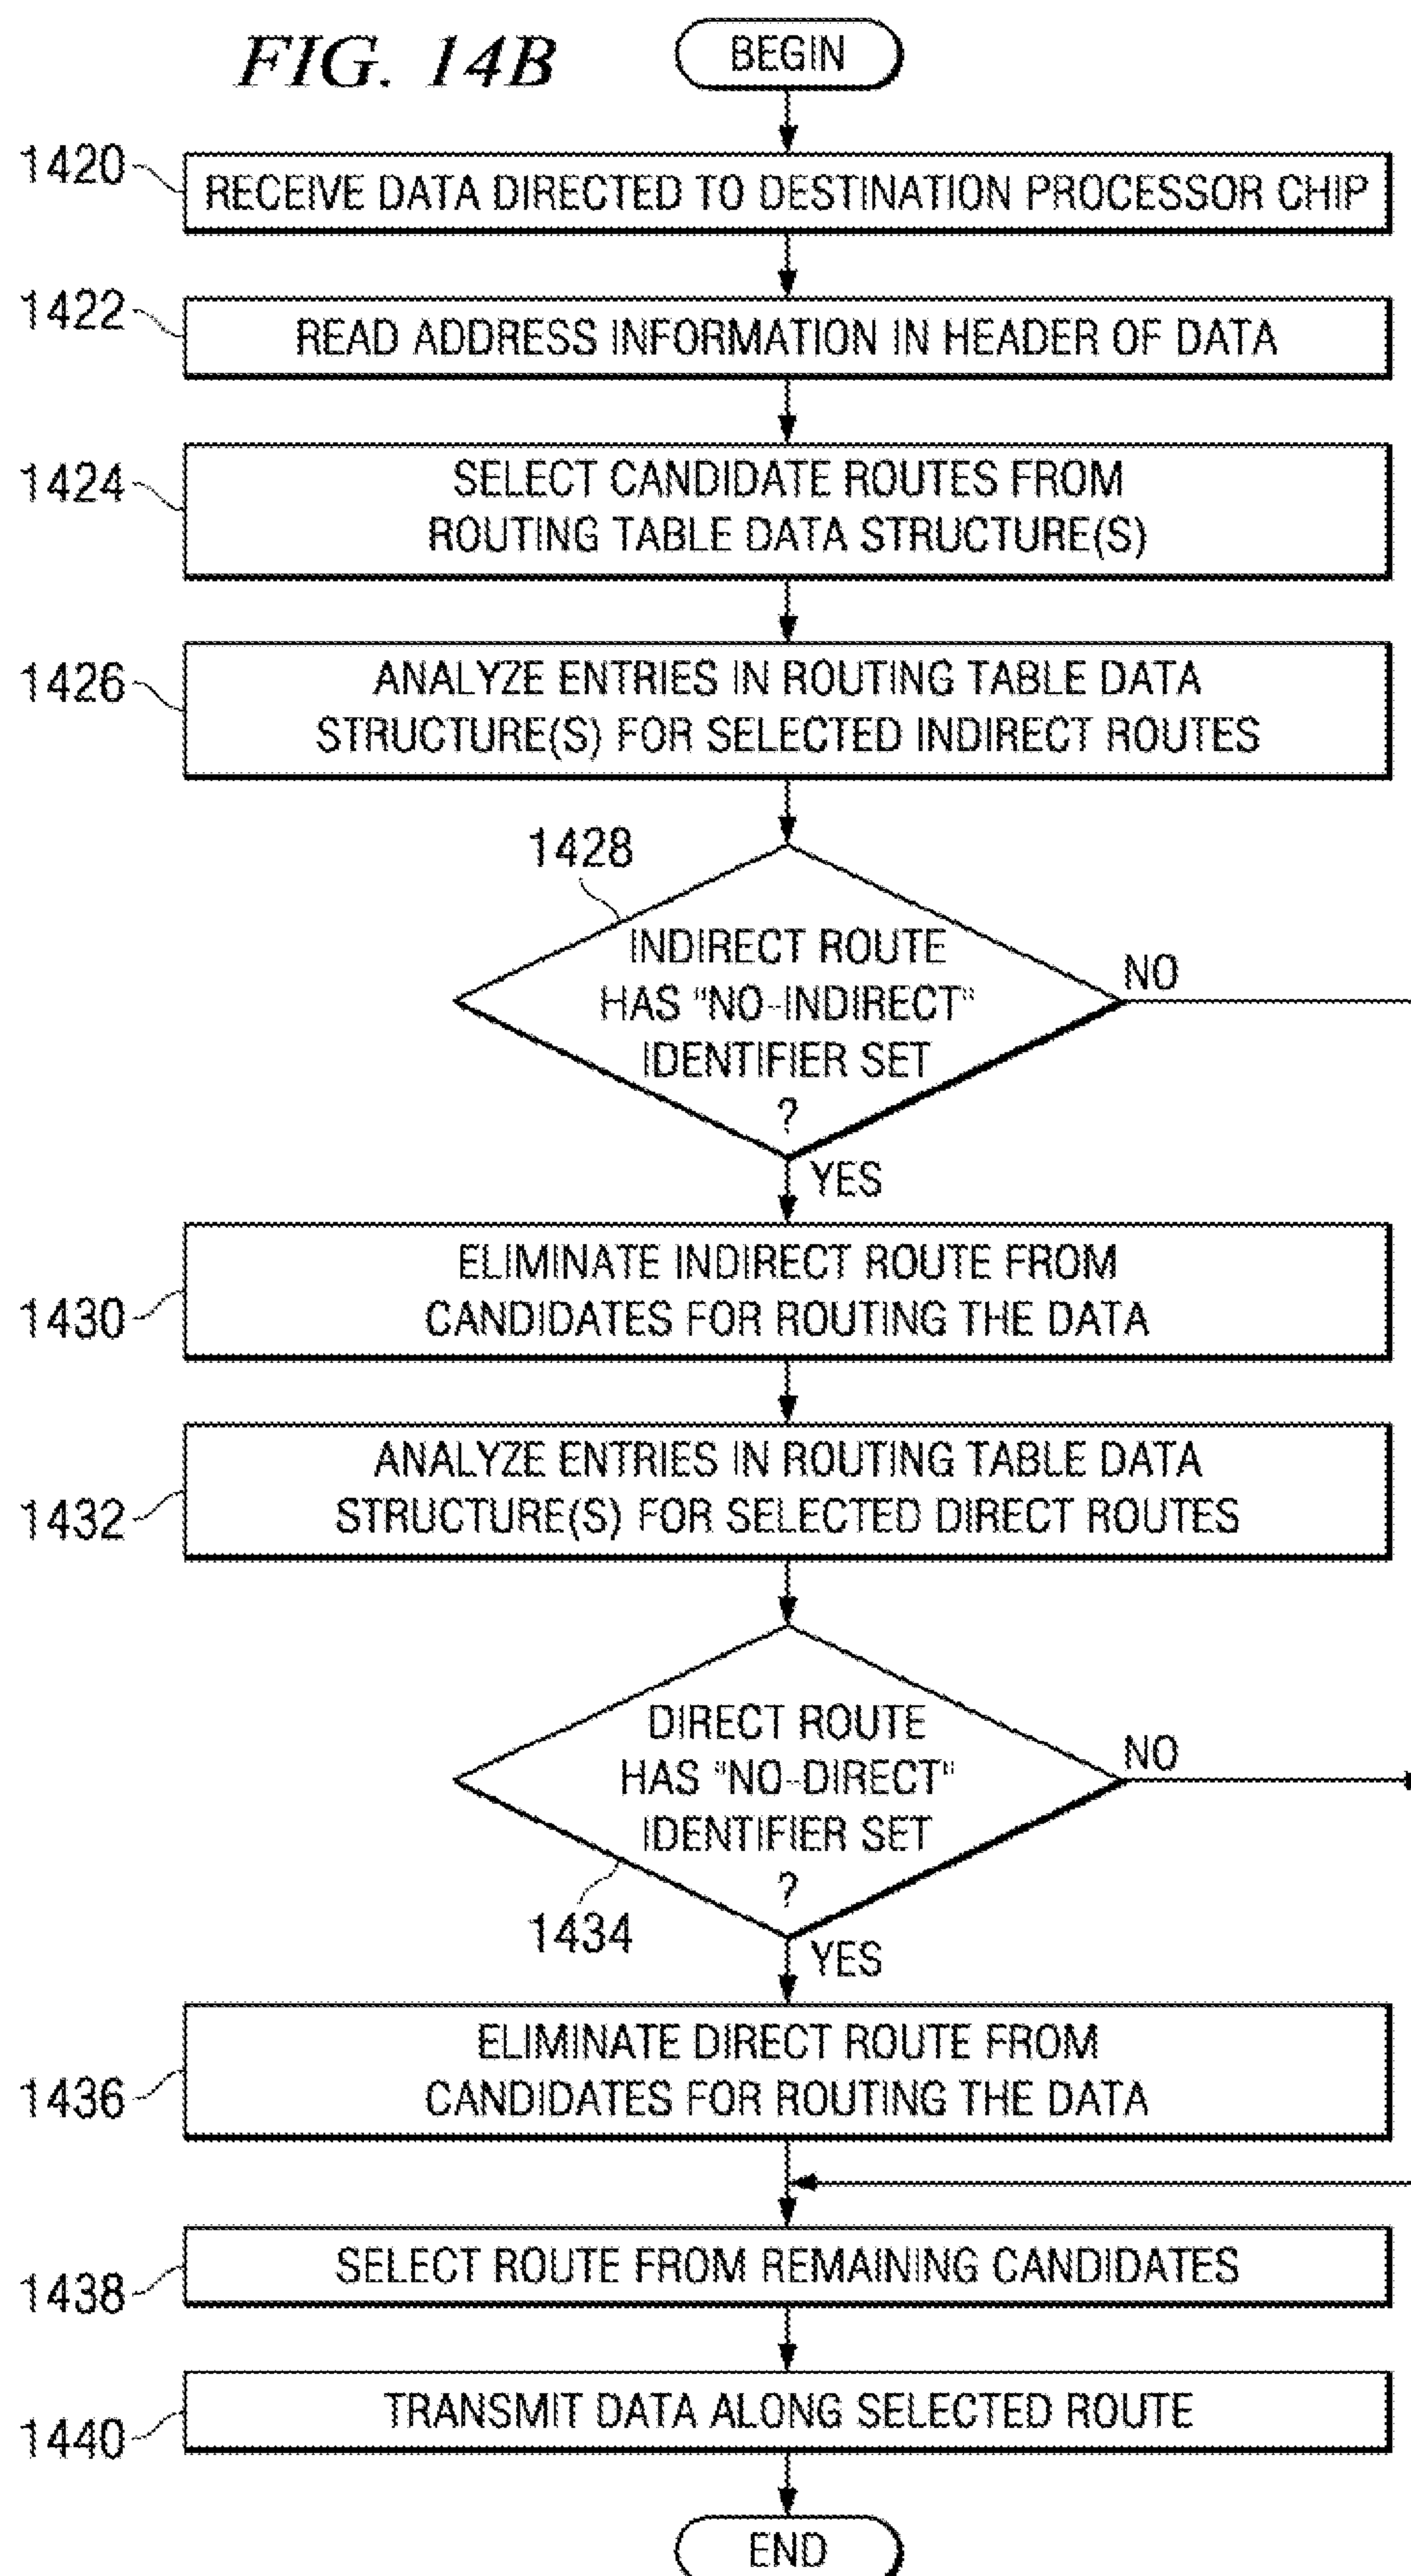 FIG. 14B
BEGIN
1420
RECEIVE DATA DIRECTED TO DESTINATION PROCESSOR CHIP
1422
READ ADDRESS INFORMATION IN HEADER OF DATA
1424
SELECT CANDIDATE ROUTES FROM
ROUTING TABLE DATA STRUCTURE(S)
1426
ANALYZE ENTRIES IN ROUTING TABLE DATA
STRUCTURE(S) FOR SELECTED INDIRECT ROUTES
1428
INDIRECT ROUTE
HAS "NO-INDIRECT"
IDENTIFIER SET
?
NO
YES
1430
ELIMINATE INDIRECT ROUTE FROM
CANDIDATES FOR ROUTING THE DATA
1432
ANALYZE ENTRIES IN ROUTING TABLE DATA
STRUCTURE(S) FOR SELECTED DIRECT ROUTES
DIRECT ROUTE
HAS "NO-DIRECT"
IDENTIFIER SET
?
NO
1434
YES
1436
ELIMINATE DIRECT ROUTE FROM
CANDIDATES FOR ROUTING THE DATA
1438
SELECT ROUTE FROM REMAINING CANDIDATES
1440
TRANSMIT DATA ALONG SELECTED ROUTE
END